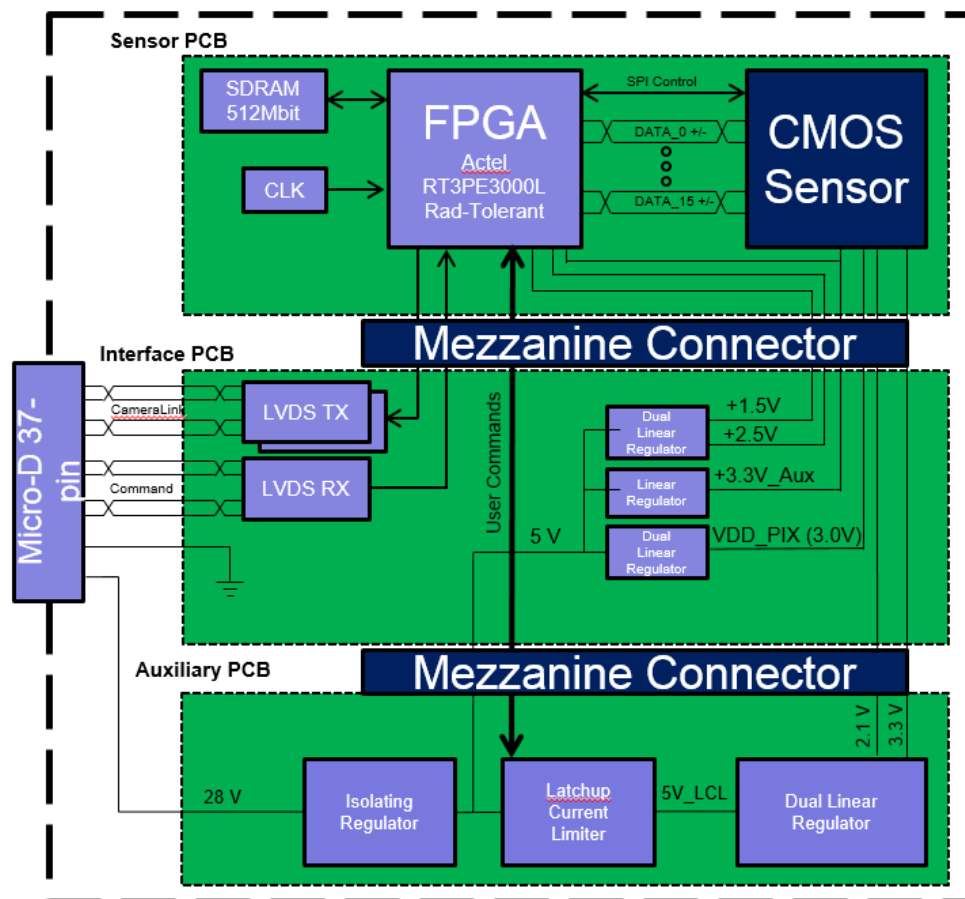 Sensor PCB
SDRAM
512Mbit
CLK
FPGA
Actel
RT3PE3000L
Rad-Tolerant
SPI Control
DATA_0 +/-
DATA_15 +/-
CMOS
Sensor
Mezzanine Connector
Interface PCB
Micro-D 37-
pin
CameraLink
Command
LVDS TX
LVDS RX
User Commands
5 V
Dual
Linear
Regulator
+1.5V
+2.5V
Linear
Regulator
+3.3V_Aux
Dual
Linear
Regulator
VDD_PIX (3.0V)
Mezzanine Connector
Auxiliary PCB
2.1 V
3.3 V
28 V
Isolating
Regulator
Latchup
Current
Limiter
5V_LCL
Dual Linear
Regulator